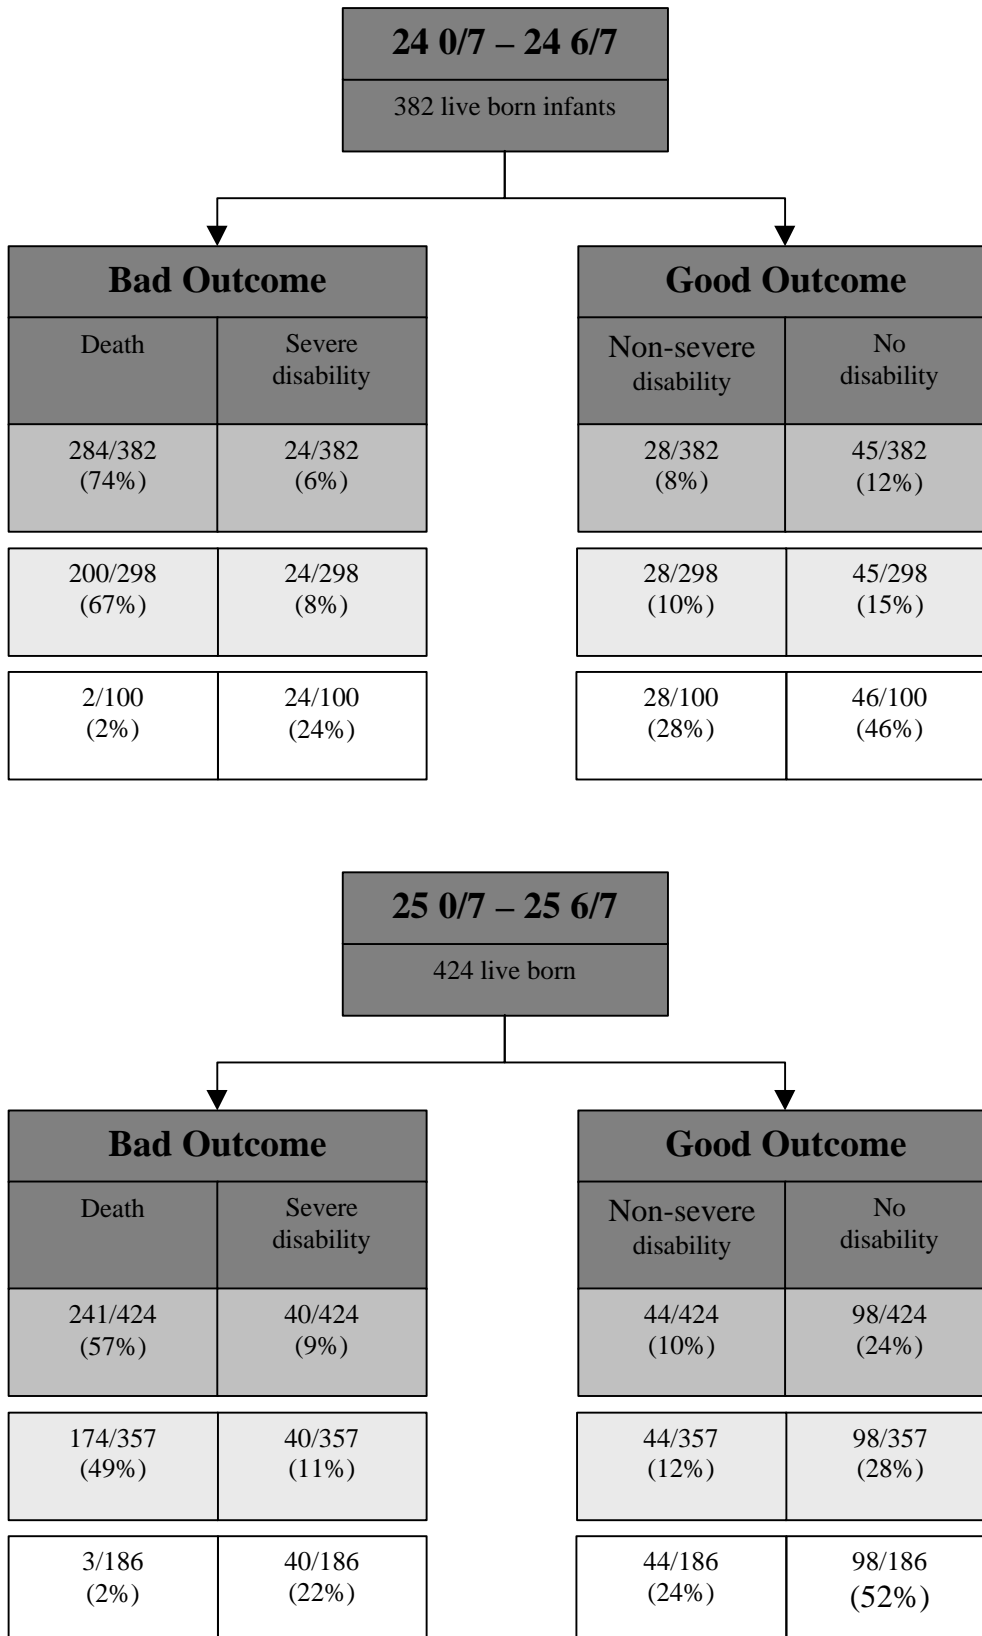 24 0/7 – 24 6/7
382 live born infants
Bad Outcome
Good Outcome
Death
Severe
disability
Non-severe
disability
No
disability
284/382
(74%)
24/382
(6%)
28/382
(8%)
45/382
(12%)
200/298
(67%)
24/298
(8%)
28/298
(10%)
45/298
(15%)
2/100
(2%)
24/100
(24%)
28/100
(28%)
46/100
(46%)
25 0/7 – 25 6/7
424 live born
Bad Outcome
Good Outcome
Death
Severe
disability
Non-severe
disability
No
disability
241/424
(57%)
40/424
(9%)
44/424
(10%)
98/424
(24%)
174/357
(49%)
40/357
(11%)
44/357
(12%)
98/357
(28%)
3/186
(2%)
40/186
(22%)
44/186
(24%)
98/186
(52%)